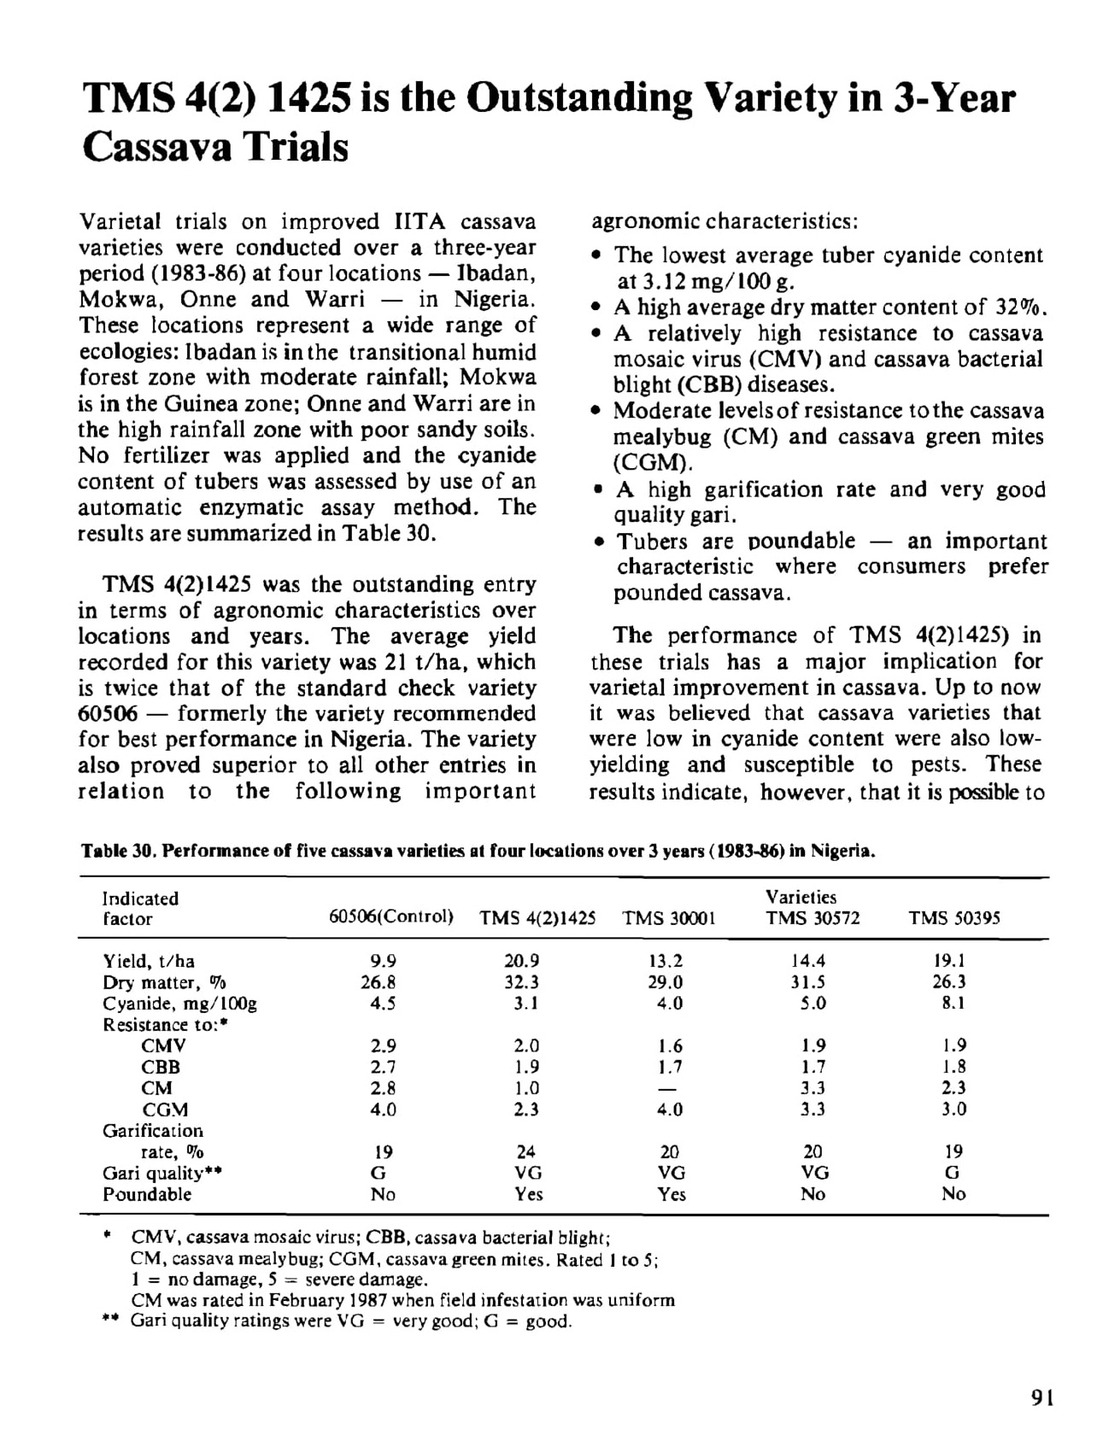 TMS 4(2) 1425 is the Outstanding Variety in 3-Year
Cassava Trials
Varietal trials on improved IITA cassava
varieties were conducted over a three-year
period (1983-86) at four locations — Ibadan,
Mokwa, Onne and Warri — in Nigeria.
These locations represent a wide range of
ecologies: Ibadan is in the transitional humid
forest zone with moderate rainfall; Mokwa
is in the Guinea zone; Onne and Warri are in
the high rainfall zone with poor sandy soils.
No fertilizer was applied and the cyanide
content of tubers was assessed by use of an
automatic enzymatic assay method. The
results are summarized in Table 30.
TMS 4(2)1425 was the outstanding entry
in terms of agronomic characteristics over
locations and years. The average yield
recorded for this variety was 21 t/ha, which
is twice that of the standard check variety
60506 — formerly the variety recommended
for best performance in Nigeria. The variety
also proved superior to all other entries in
relation to the following important
agronomic characteristics:
• The lowest average tuber cyanide content
at 3.12 mg/100 g.
• A high average dry matter content of 32%.
• A relatively high resistance to cassava
mosaic virus (CMV) and cassava bacterial
blight (CBB) diseases.
• Moderate levels of resistance to the cassava
mealybug (CM) and cassava green mites
(CGM).
• A high garification rate and very good
quality gari.
• Tubers are poundable — an important
characteristic where consumers prefer
pounded cassava.
The performance of TMS 4(2)1425) in
these trials has a major implication for
varietal improvement in cassava. Up to now
it was believed that cassava varieties that
were low in cyanide content were also low-
yielding and susceptible to pests. These
results indicate, however, that it is possible to
Table 30. Performance of five cassava varieties at four locations over 3 years (1983-86) in Nigeria.
Indicated Varieties
factor 60506(Control) TMS 4(2)1425 TMS 30001 TMS 30572 TMS 50395
Yield, t/ha 9.9 20.9 13.2 14.4 19.1
Dry matter, % 26.8 32.3 29.0 31.5 26.3
Cyanide, mg/100g 4.5 3.1 4.0 5.0 8.1
Resistance to:*
CMV 2.9 2.0 1.6 1.9 1.9
CBB 2.7 1.9 1.7 1.7 1.8
CM 2.8 1.0 — 3.3 2.3
CGM 4.0 2.3 4.0 3.3 3.0
Garification
rate, % 19 24 20 20 19
Gari quality** G VG VG VG G
Poundable No Yes Yes No No
* CMV, cassava mosaic virus; CBB, cassava bacterial blight;
CM, cassava mealybug; CGM, cassava green mites. Rated 1 to 5;
1 = no damage, 5 = severe damage.
CM was rated in February 1987 when field infestation was uniform
** Gari quality ratings were VG = very good; G = good.
91